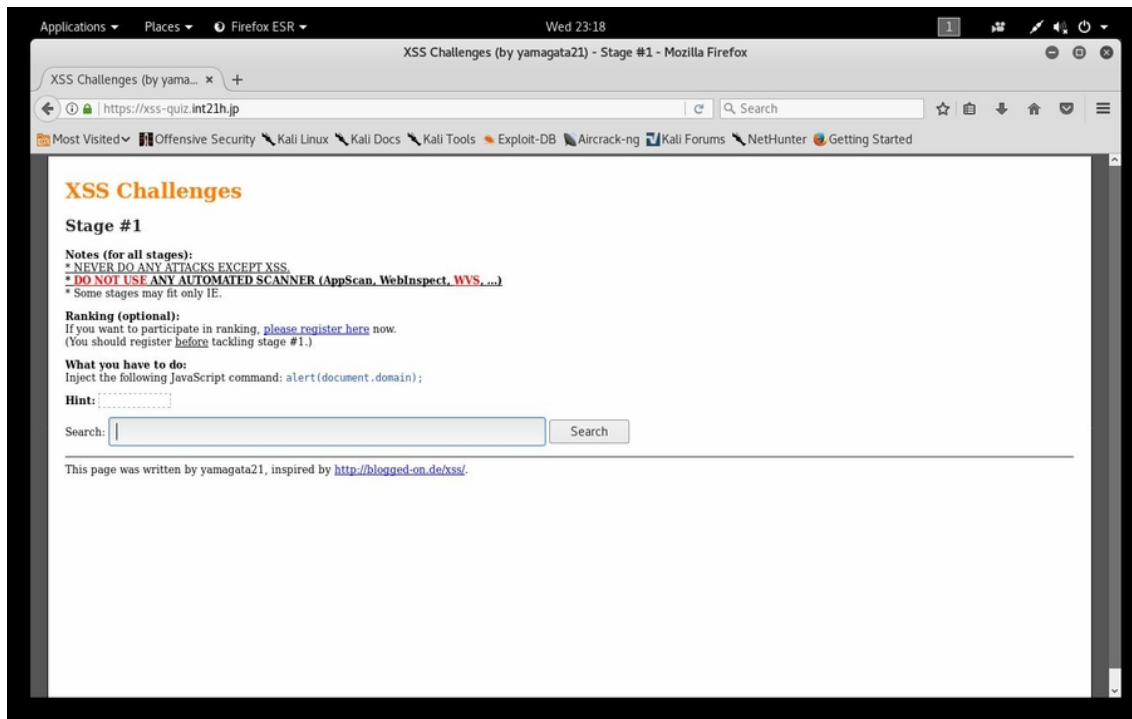 Applications Places Firefox ESR Wed 23:18 1
XSS Challenges (by yamagata21) - Stage #1 - Mozilla Firefox
XSS Challenges (by yama... × +
https://xss-quiz.int21h.jp Search
Most Visited Offensive Security Kali Linux Kali Docs Kali Tools Exploit-DB Aircrack-ng Kali Forums NetHunter Getting Started
XSS Challenges
Stage #1
Notes (for all stages):
* NEVER DO ANY ATTACKS EXCEPT XSS.
* DO NOT USE ANY AUTOMATED SCANNER (AppScan, WebInspect, WVS, ...)
* Some stages may fit only IE.
Ranking (optional):
If you want to participate in ranking, please register here now.
(You should register before tackling stage #1.)
What you have to do:
Inject the following JavaScript command: alert(document.domain);
Hint:
Search: Search
This page was written by yamagata21, inspired by http://blogged-on.de/xss/.